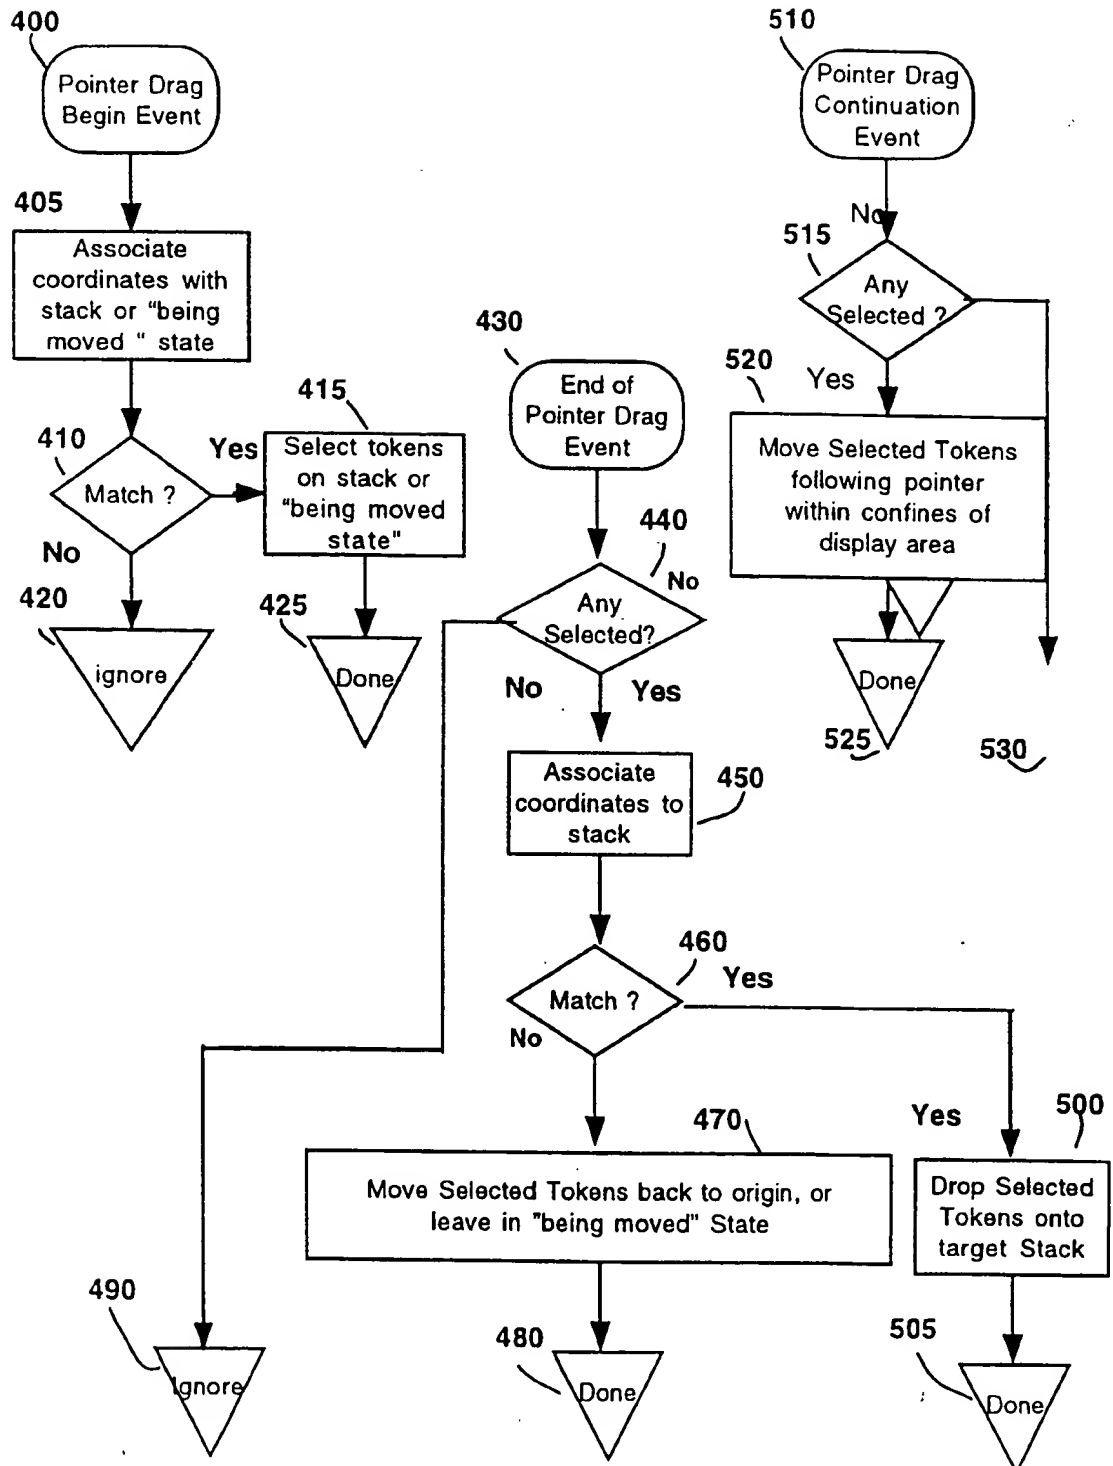 400
Pointer Drag
Begin Event
405
Associate
coordinates with
stack or "being
moved " state
410
Match ?
Yes
No
415
Select tokens
on stack or
"being moved
state"
420
ignore
425
Done
430
End of
Pointer Drag
Event
440
No
Any
Selected?
No
Yes
450
Associate
coordinates to
stack
460
Match ?
Yes
No
470
Move Selected Tokens back to origin, or
leave in "being moved" State
480
Done
490
Ignore
Yes
500
Drop Selected
Tokens onto
target Stack
505
Done
510
Pointer Drag
Continuation
Event
No
515
Any
Selected ?
Yes
520
Move Selected Tokens
following pointer
within confines of
display area
Done
525
530